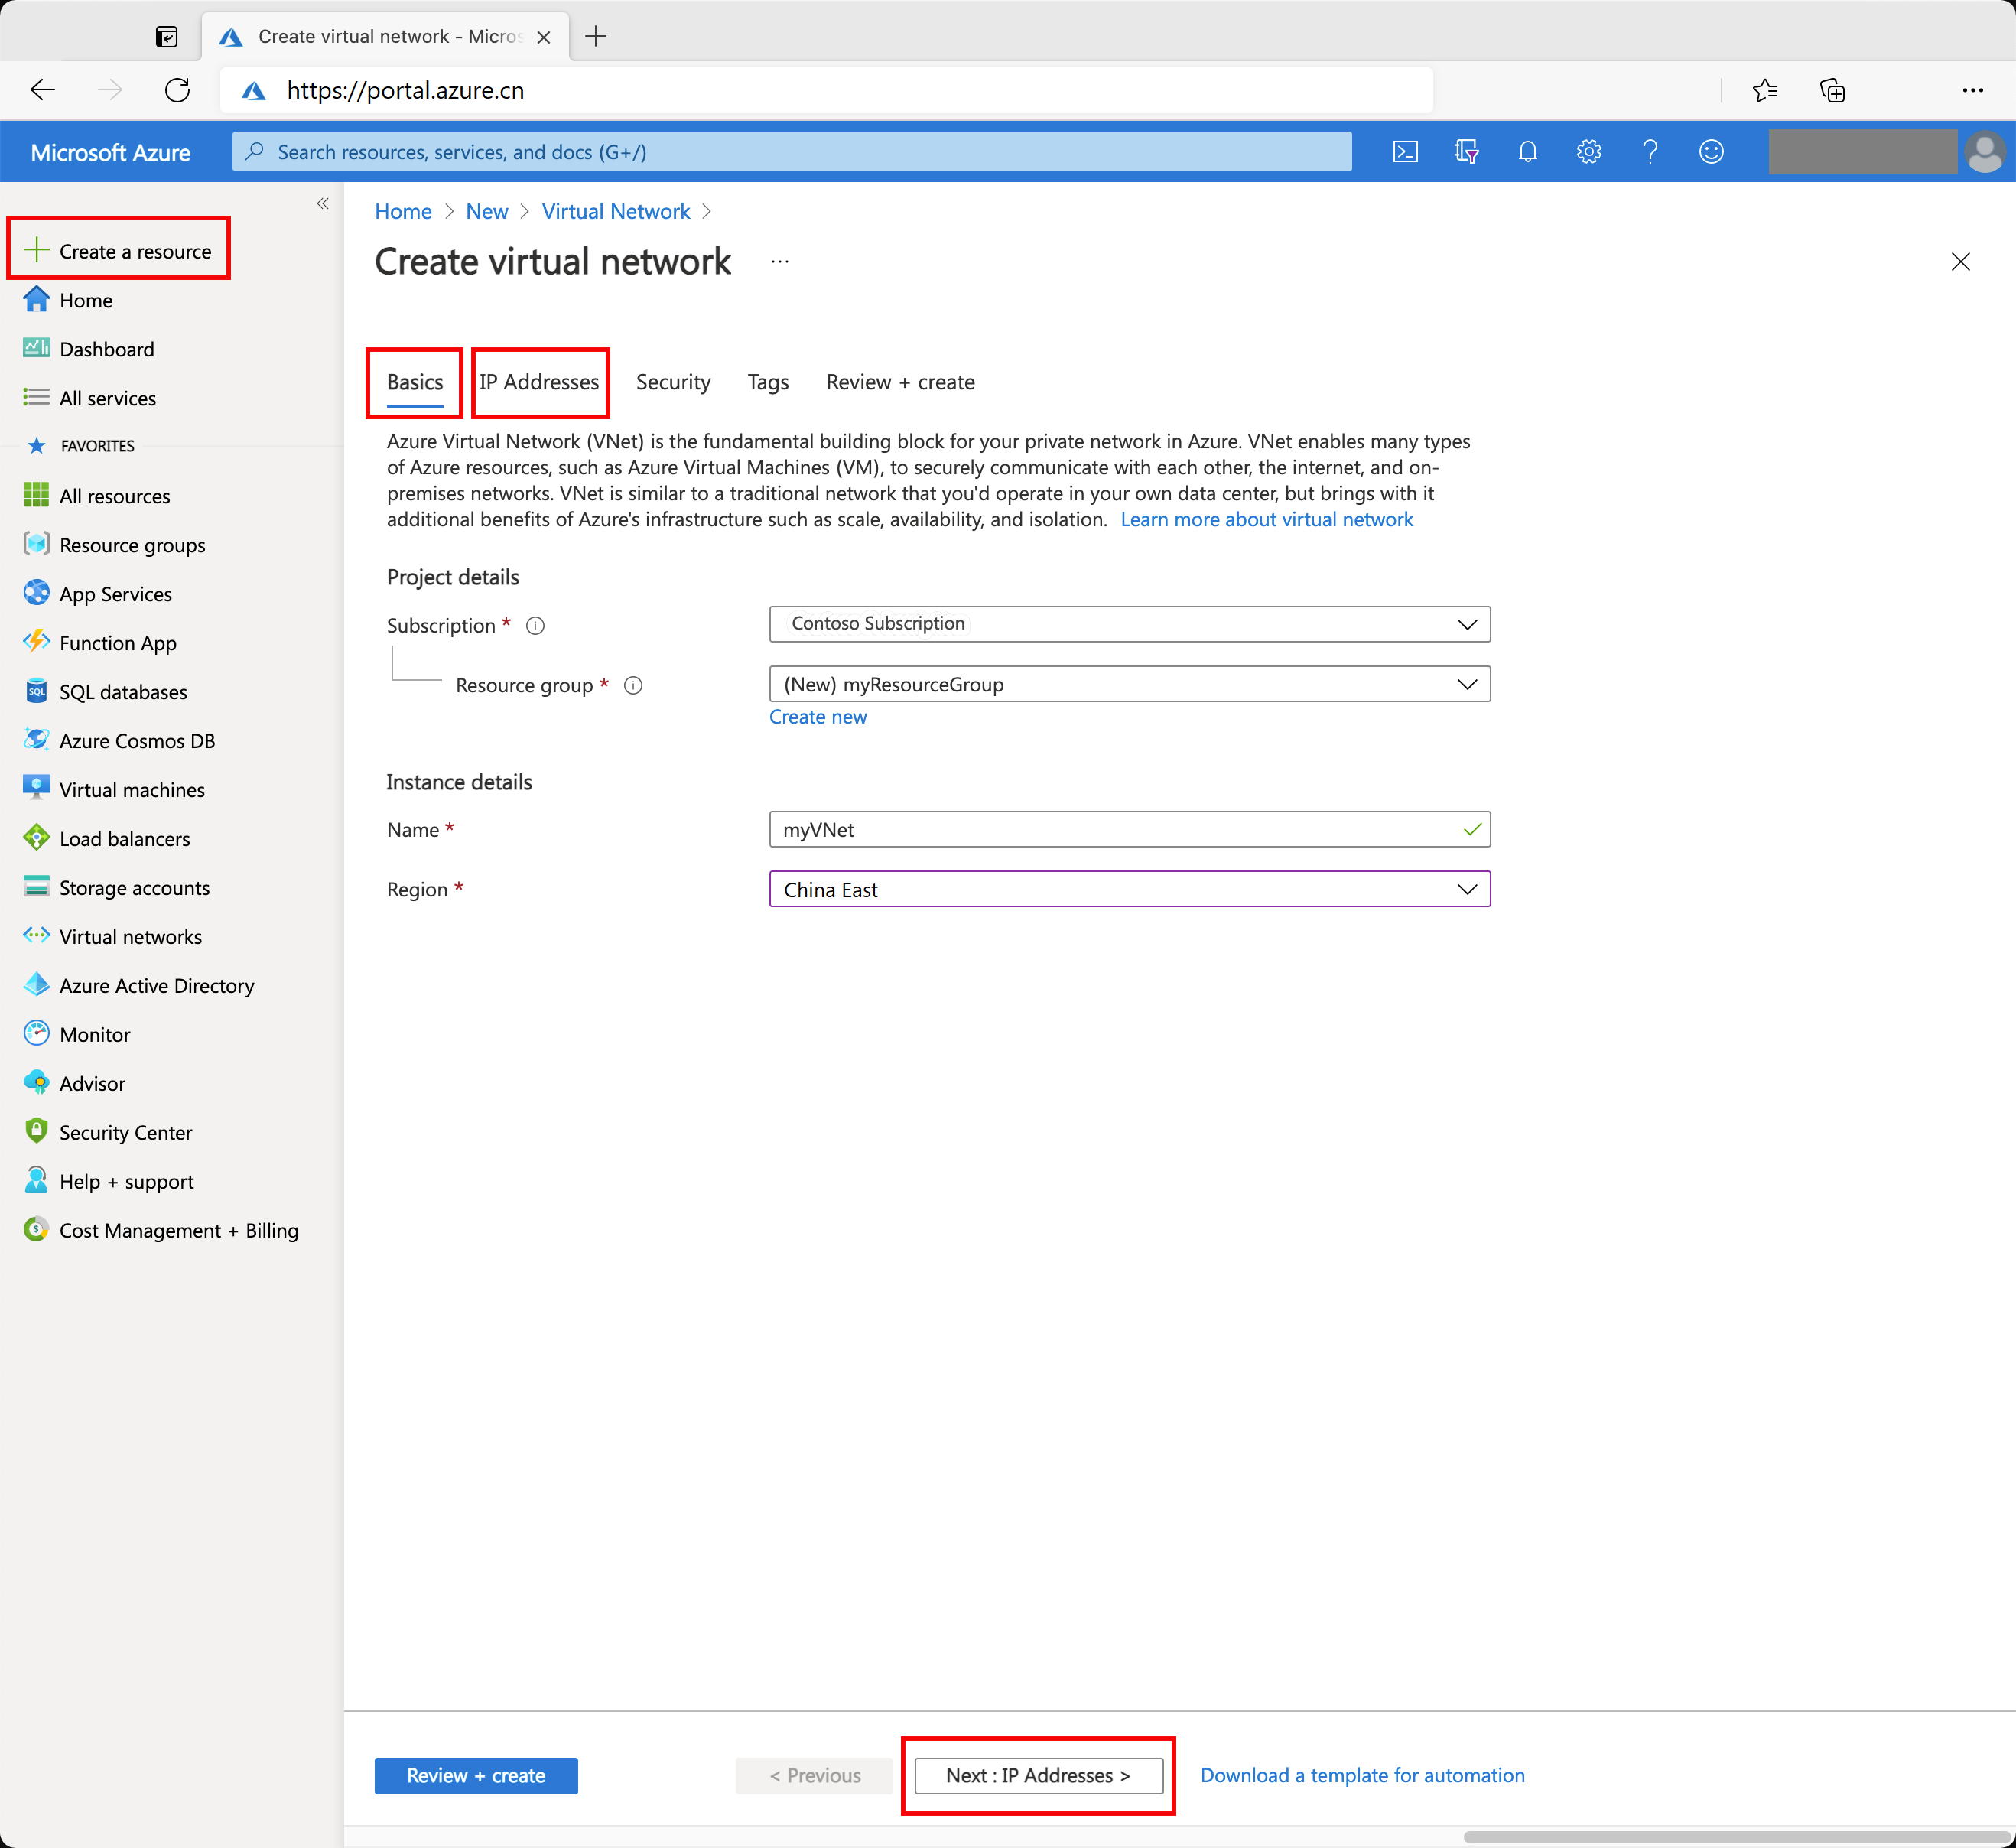 Create virtual network - Micros
https://portal.azure.cn
Microsoft Azure
Search resources, services, and docs (G+/)
Create a resource
Home
Dashboard
All services
FAVORITES
All resources
Resource groups
App Services
Function App
SQL databases
Azure Cosmos DB
Virtual machines
Load balancers
Storage accounts
Virtual networks
Azure Active Directory
Monitor
Advisor
Security Center
Help + support
Cost Management + Billing
Home > New > Virtual Network >
Create virtual network ...
Basics IP Addresses Security Tags Review + create
Azure Virtual Network (VNet) is the fundamental building block for your private network in Azure. VNet enables many types
of Azure resources, such as Azure Virtual Machines (VM), to securely communicate with each other, the internet, and on-
premises networks. VNet is similar to a traditional network that you'd operate in your own data center, but brings with it
additional benefits of Azure's infrastructure such as scale, availability, and isolation. Learn more about virtual network
Project details
Subscription * Contoso Subscription
Resource group * (New) myResourceGroup
Create new
Instance details
Name * myVNet
Region * China East
Review + create < Previous Next : IP Addresses > Download a template for automation